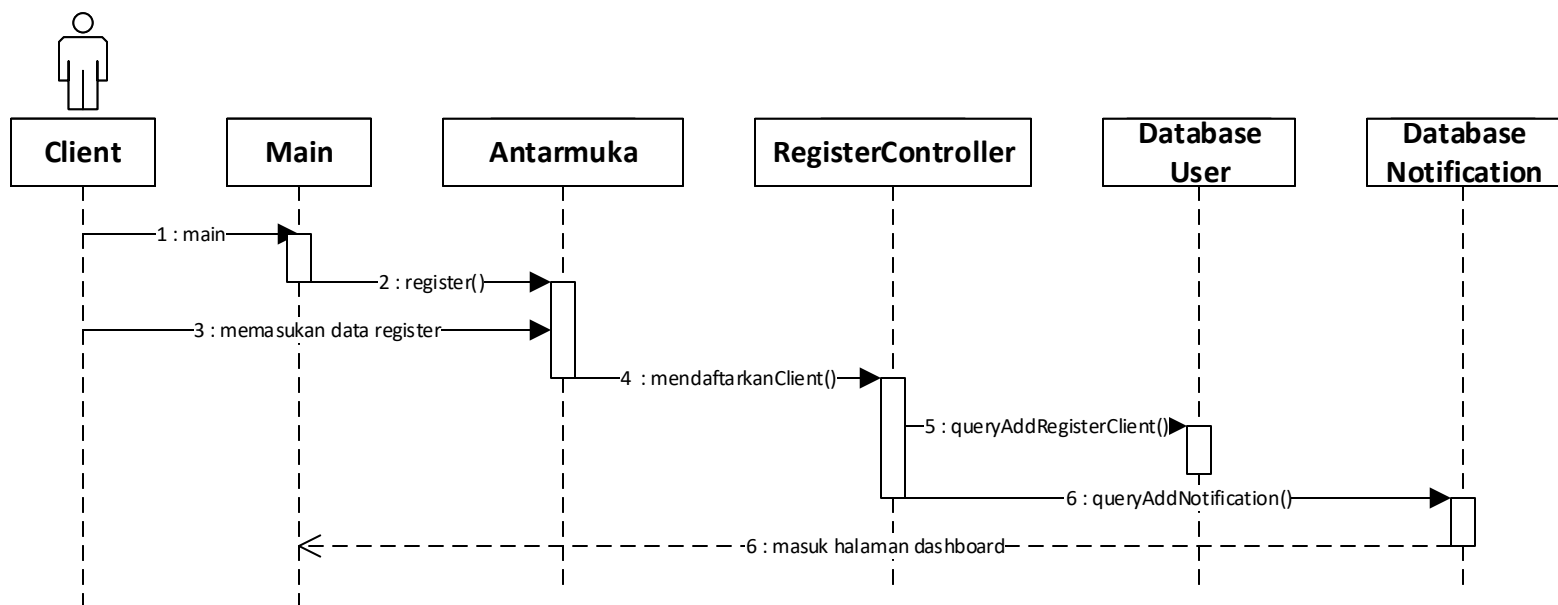 Client
Main
Antarmuka
RegisterController
Database
User
Database
Notification
1 : main
2 : register()
3 : memasukan data register
4 : mendaftarkanClient()
5 : queryAddRegisterClient()
6 : queryAddNotification()
6 : masuk halaman dashboard